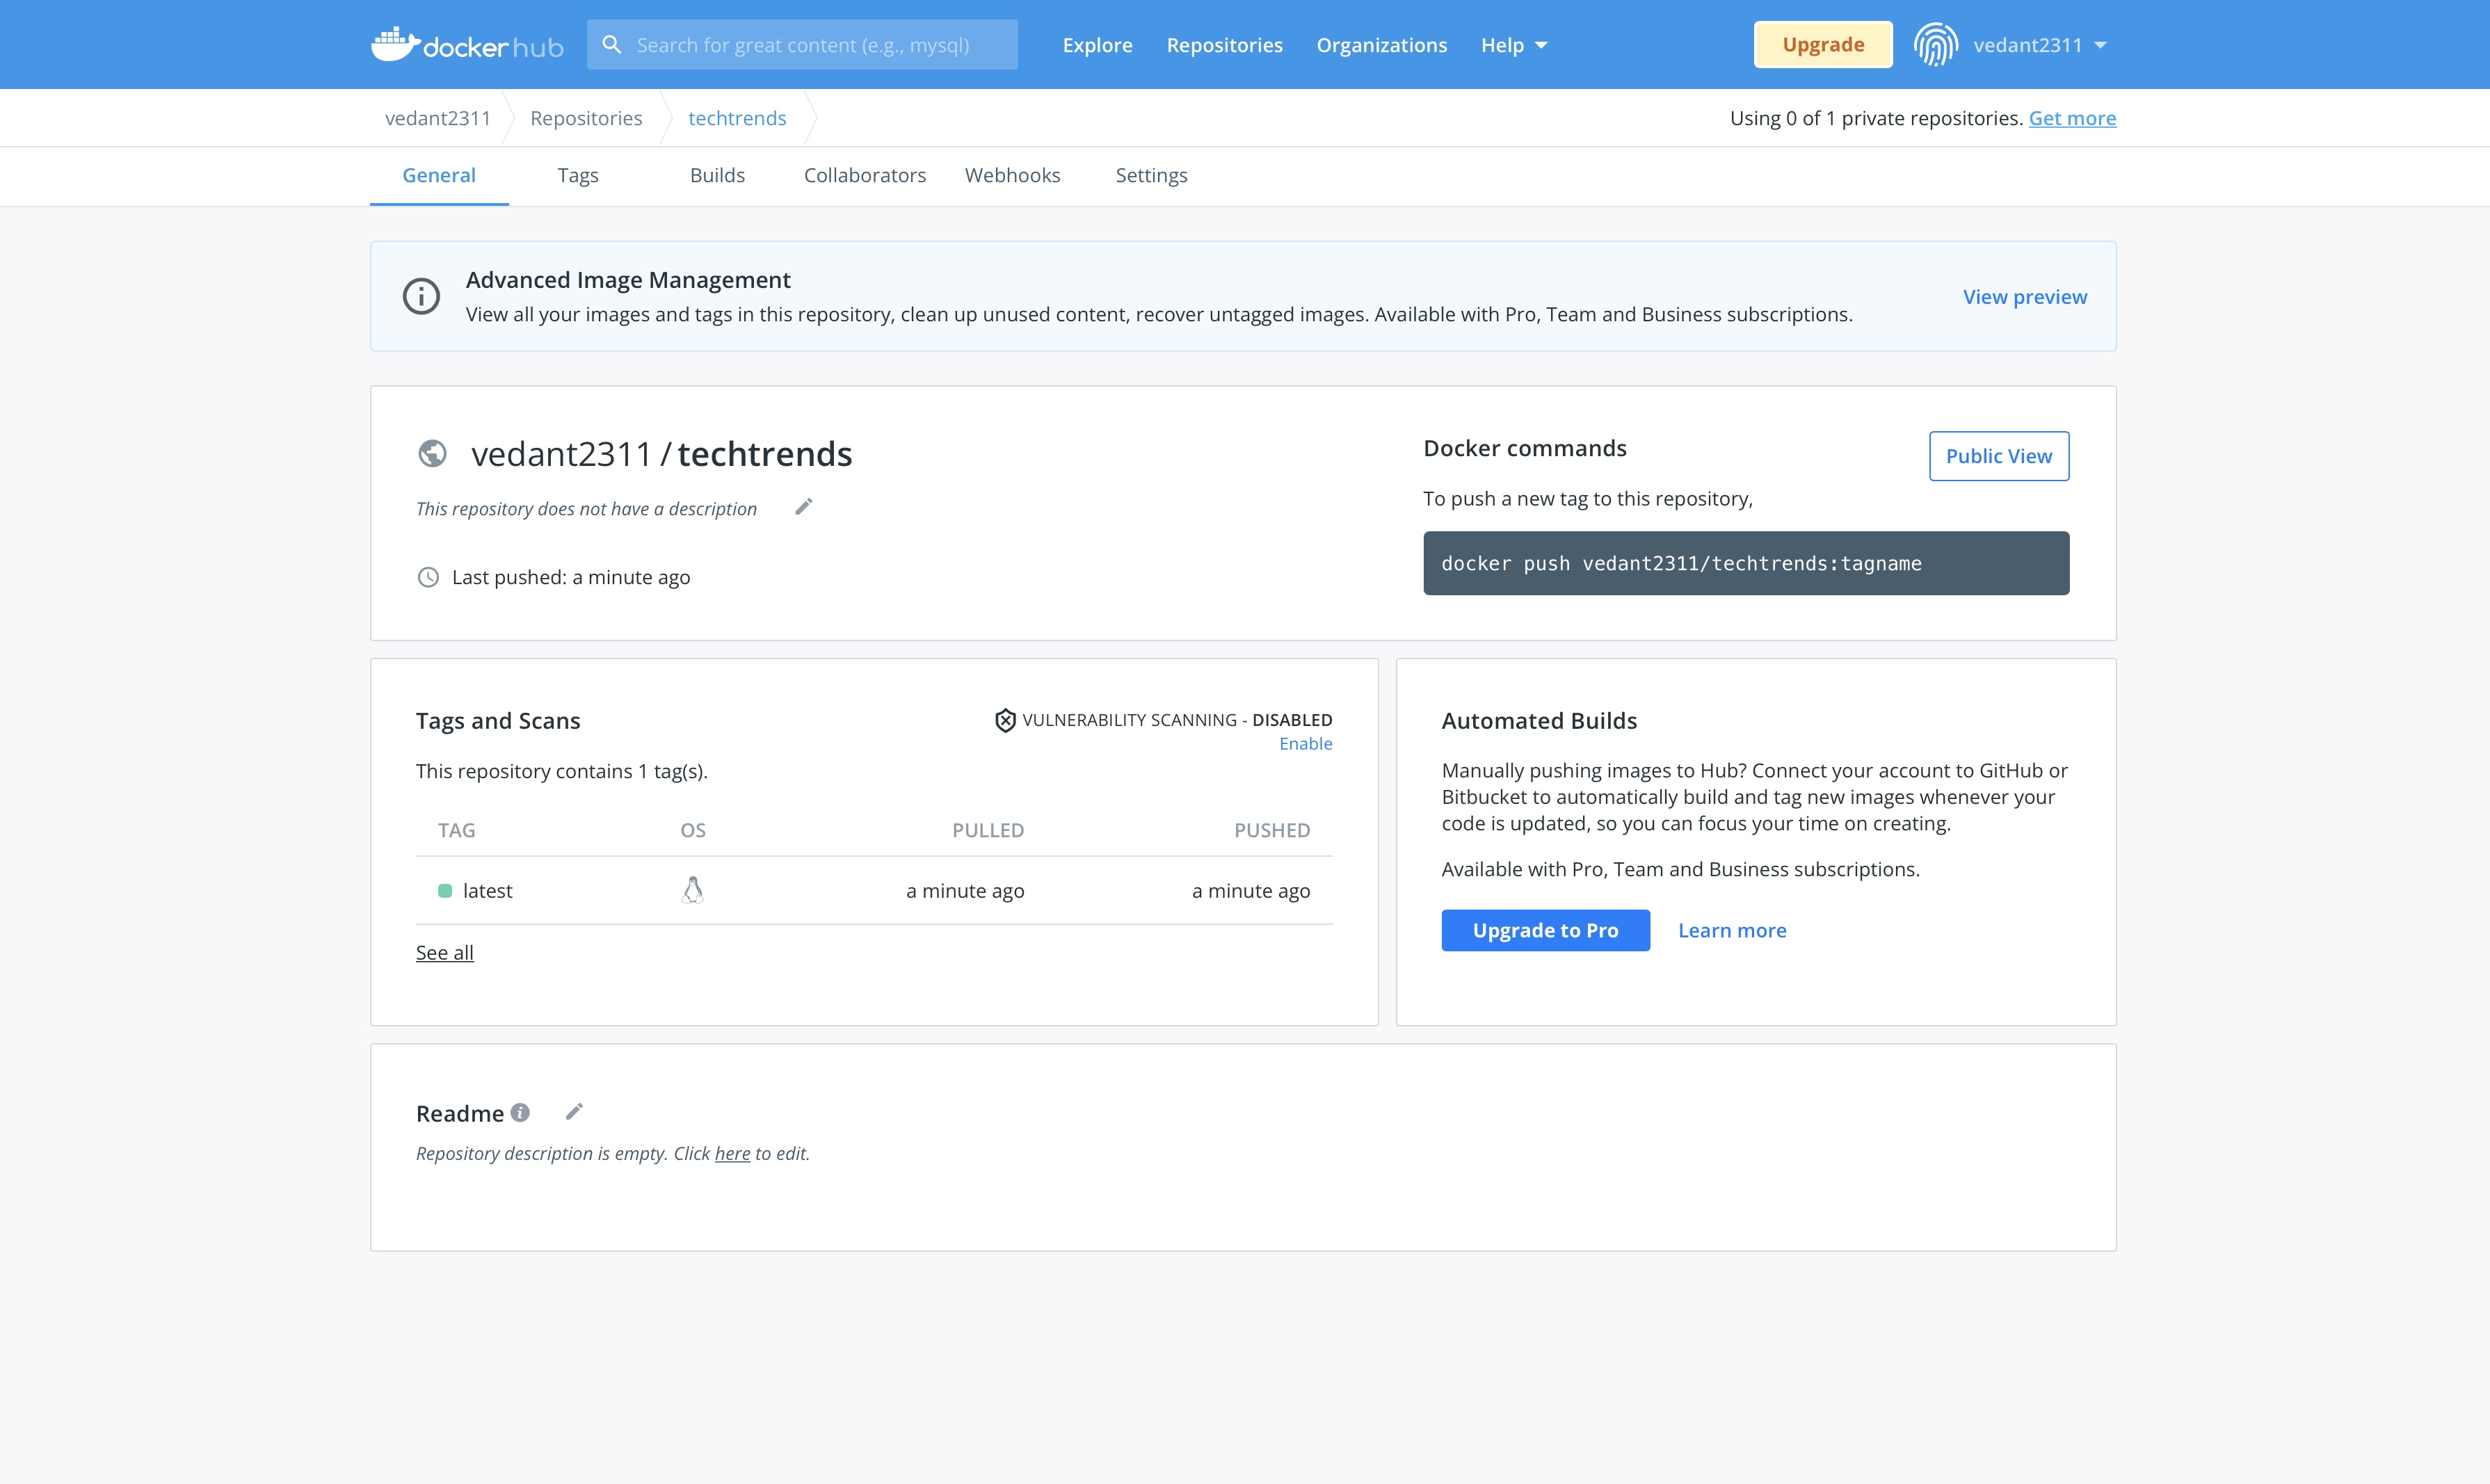 docker hub
Search for great content (e.g., mysql)
Explore
Repositories
Organizations
Help
Upgrade
vedant2311
vedant2311
Repositories
techtrends
Using 0 of 1 private repositories. Get more
General
Tags
Builds
Collaborators
Webhooks
Settings
Advanced Image Management
View all your images and tags in this repository, clean up unused content, recover untagged images. Available with Pro, Team and Business subscriptions.
View preview
vedant2311 / techtrends
This repository does not have a description
Last pushed: a minute ago
Docker commands
Public View
To push a new tag to this repository,
docker push vedant2311/techtrends:tagname
Tags and Scans
VULNERABILITY SCANNING - DISABLED
Enable
This repository contains 1 tag(s).
TAG OS PULLED PUSHED
latest a minute ago a minute ago
See all
Automated Builds
Manually pushing images to Hub? Connect your account to GitHub or
Bitbucket to automatically build and tag new images whenever your
code is updated, so you can focus your time on creating.
Available with Pro, Team and Business subscriptions.
Upgrade to Pro
Learn more
Readme
Repository description is empty. Click here to edit.